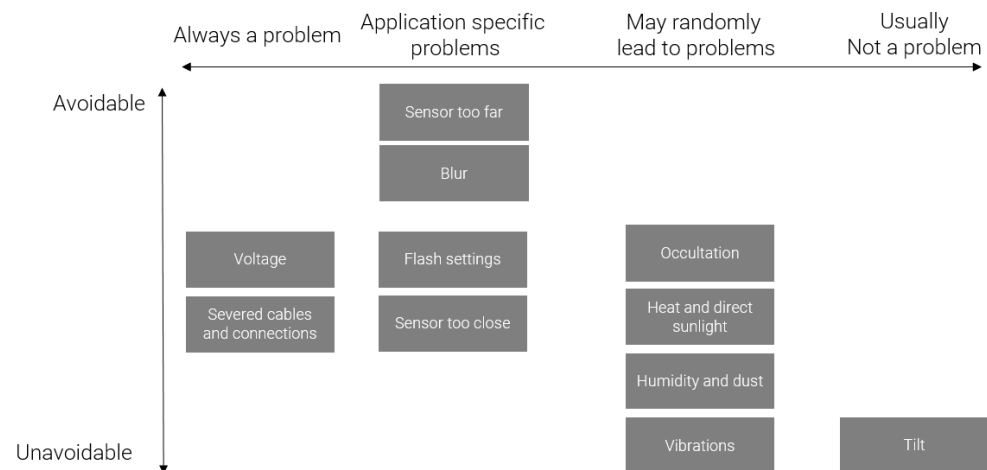 Always a problem
Application specific
problems
May randomly
lead to problems
Usually
Not a problem
Avoidable
Sensor too far
Blur
Voltage
Flash settings
Occultation
Severed cables
and connections
Sensor too close
Heat and direct
sunlight
Humidity and dust
Unavoidable
Vibrations
Tilt